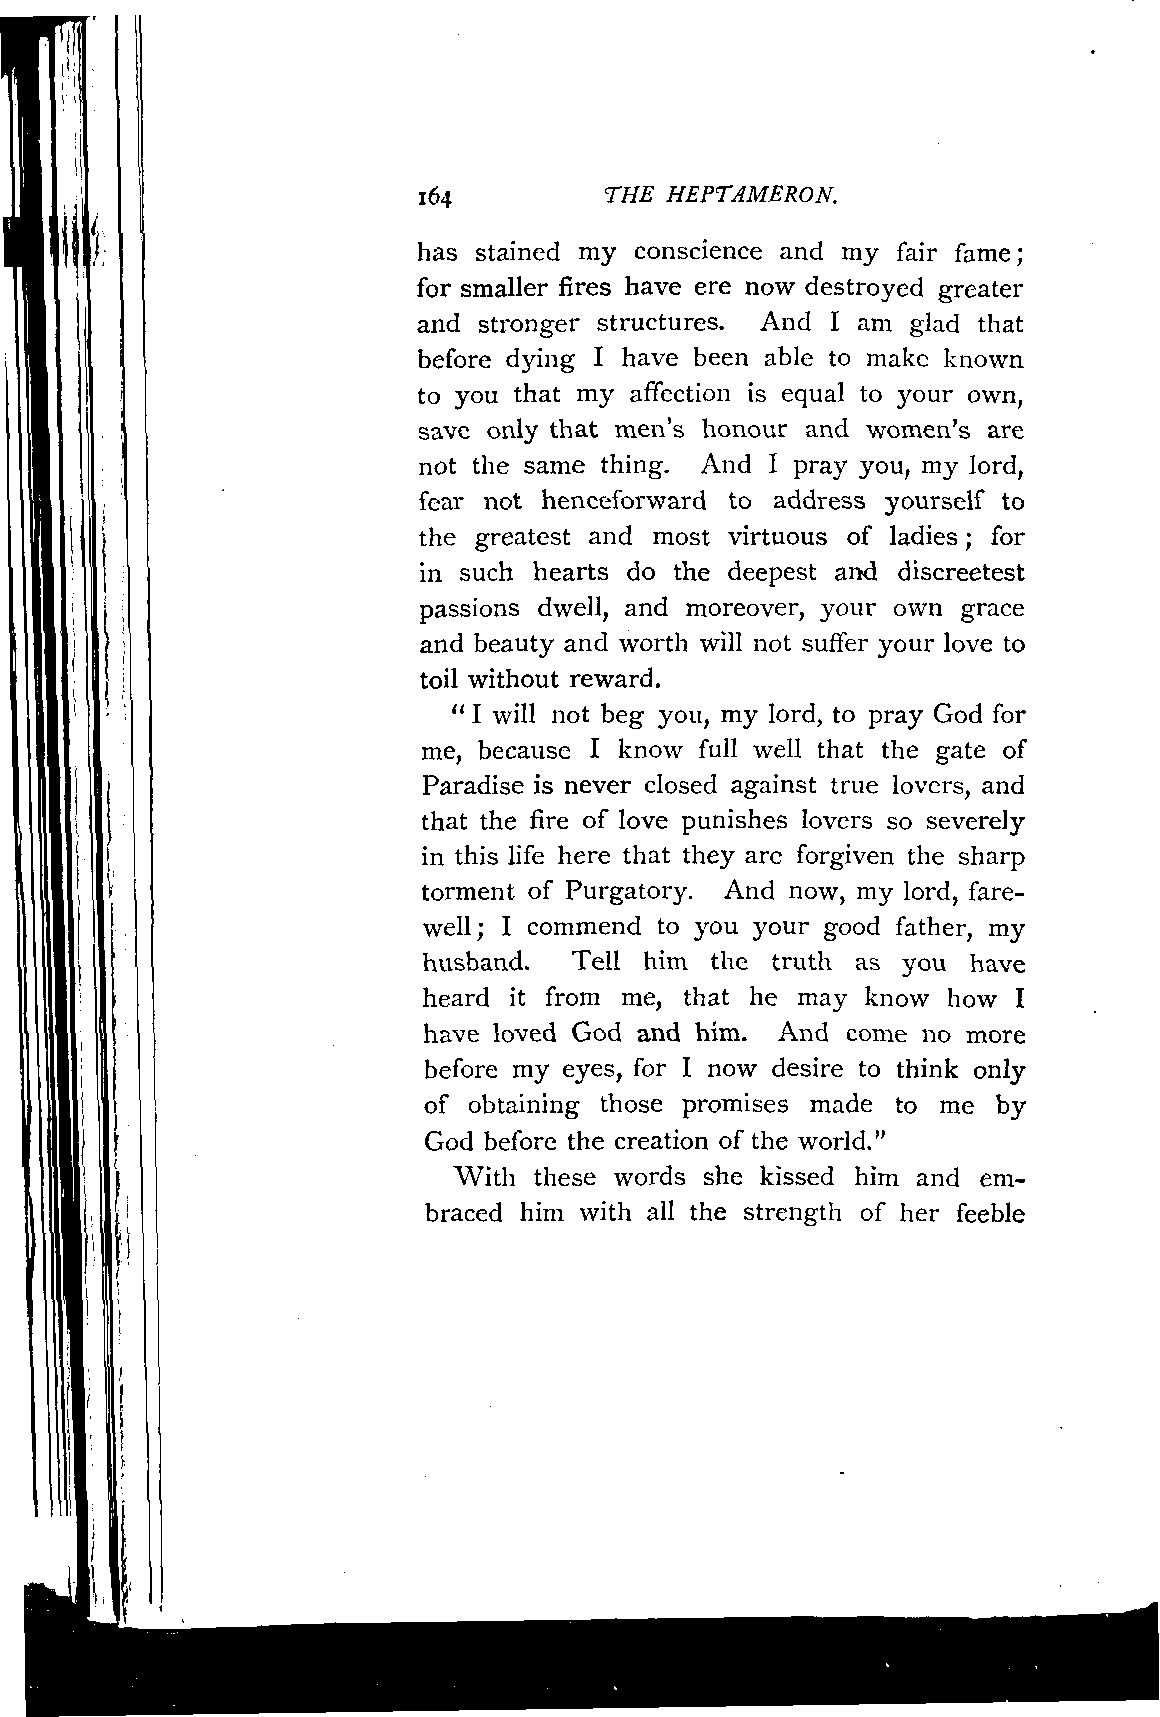 164 THE HEPTAMERON.
has stained my conscience and my fair fame;
for smaller fires have ere now destroyed greater
and stronger structures. And I am glad that
before dying I have been able to make known
to you that my affection is equal to your own,
save only that men's honour and women's are
not the same thing. And I pray you, my lord,
fear not henceforward to address yourself to
the greatest and most virtuous of ladies; for
in such hearts do the deepest and discreetest
passions dwell, and moreover, your own grace
and beauty and worth will not suffer your love to
toil without reward.
"I will not beg you, my lord, to pray God for
me, because I know full well that the gate of
Paradise is never closed against true lovers, and
that the fire of love punishes lovers so severely
in this life here that they are forgiven the sharp
torment of Purgatory. And now, my lord, fare-
well; I commend to you your good father, my
husband. Tell him the truth as you have
heard it from me, that he may know how I
have loved God and him. And come no more
before my eyes, for I now desire to think only
of obtaining those promises made to me by
God before the creation of the world."
With these words she kissed him and em-
braced him with all the strength of her feeble